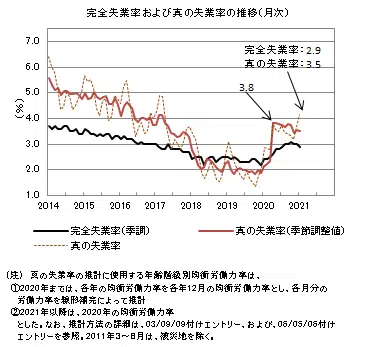 完全失業率および真の失業率の推移(月次)
完全失業率:2.9
真の失業率:3.5
3.8
(%)
7.0
6.0
5.0
4.0
3.0
2.0
1.0
2014 2015 2016 2017 2018 2019 2020 2021
完全失業率(季調) 真の失業率(季節調整値)
真の失業率
(注) 真の失業率の推計に使用する年齢階級別均衡労働力率は、
①2020年までは、各年の均衡労働力率を各年12月の均衡労働力率とし、各月分の
労働力率を線形補完によって推計
②2021年以降は、2020年の均衡労働力率
とした。なお、推計方法の詳細は、03/09/09付けエントリー、および、06/05/06付け
エントリーを参照。2011年3~8月は、被災地を除く。